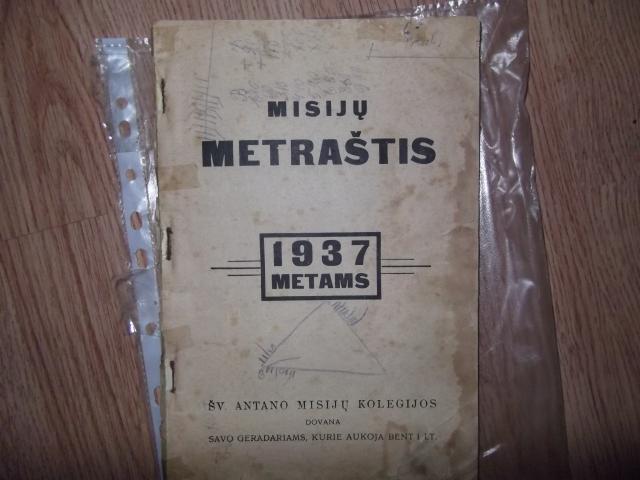 MISIJŲ
METRAŠTIS
1937
METAMS
ŠV. ANTANO MISIJŲ KOLEGIJOS
DOVANA
SAVO GERADARIAMS, KURIE AUKOJA BENT 1 LT.